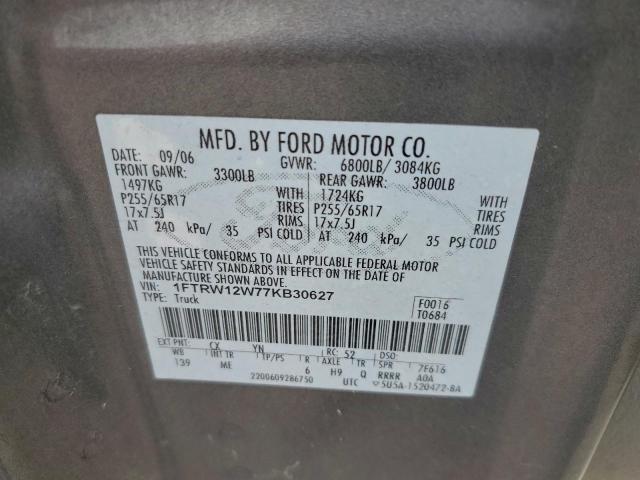 MFD. BY FORD MOTOR CO.
DATE: 09/06 GVWR: 6800LB/ 3084KG
FRONT GAWR: 3300LB REAR GAWR: 3800LB
1497KG WITH 1724KG WITH
P255/65R17 TIRES P255/65R17 TIRES
17x7.5J RIMS 17x7.5J RIMS
AT 240 kPa/ 35 PSI COLD AT 240 kPa/ 35 PSI COLD
THIS VEHICLE CONFORMS TO ALL APPLICABLE FEDERAL MOTOR
VEHICLE SAFETY STANDARDS IN EFFECT ON THE DATE OF
MANUFACTURE SHOWN ABOVE.
VIN: 1FTRW12W77KB30627 F0016
TYPE: Truck T0684
EXT PNT: CX YN RC: 52 DSO:
WB INT TR TP/PS R AXLE TR SPR 7E616
139 ME 6 H9 Q RRRR A0A
2200609286750 UTC 5U5A-1520472-BA